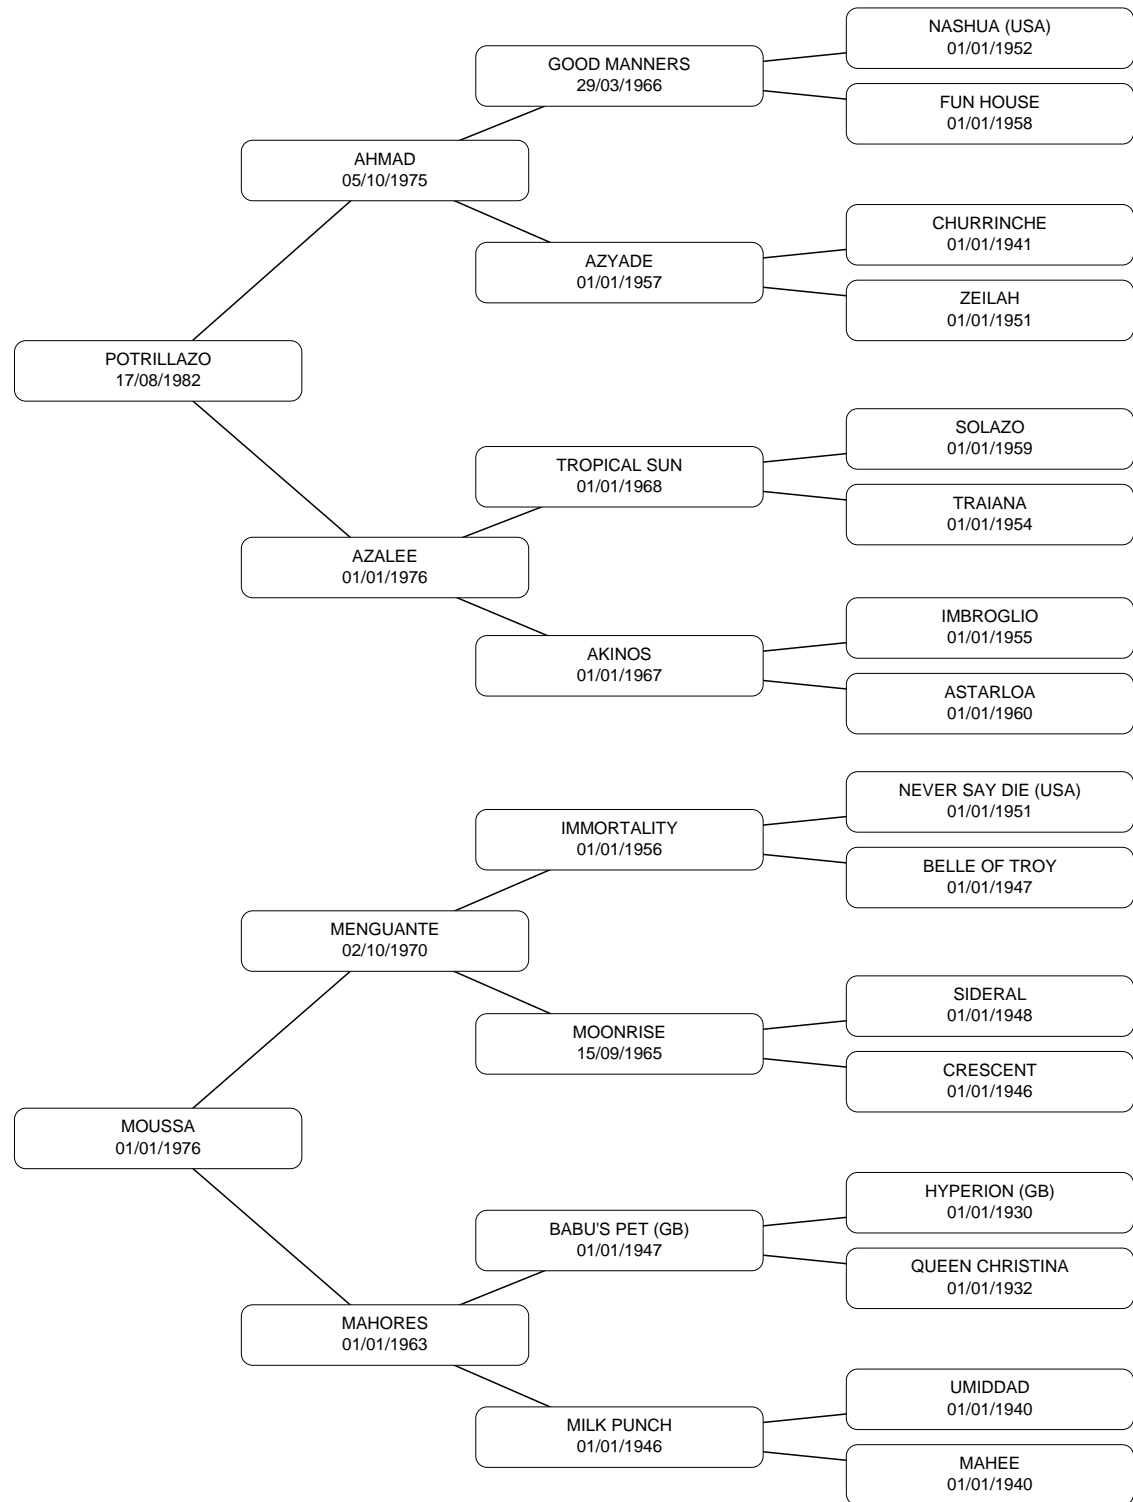 NASHUA (USA)
01/01/1952
GOOD MANNERS
29/03/1966
FUN HOUSE
01/01/1958
AHMAD
05/10/1975
CHURRINCHE
01/01/1941
AZYADE
01/01/1957
ZEILAH
01/01/1951
POTRILLAZO
17/08/1982
SOLAZO
01/01/1959
TROPICAL SUN
01/01/1968
TRAIANA
01/01/1954
AZALEE
01/01/1976
IMBROGLIO
01/01/1955
AKINOS
01/01/1967
ASTARLOA
01/01/1960
NEVER SAY DIE (USA)
01/01/1951
IMMORTALITY
01/01/1956
BELLE OF TROY
01/01/1947
MENGUANTE
02/10/1970
SIDERAL
01/01/1948
MOONRISE
15/09/1965
CRESCENT
01/01/1946
MOUSSA
01/01/1976
HYPERION (GB)
01/01/1930
BABU'S PET (GB)
01/01/1947
QUEEN CHRISTINA
01/01/1932
MAHORES
01/01/1963
UMIDDAD
01/01/1940
MILK PUNCH
01/01/1946
MAHEE
01/01/1940